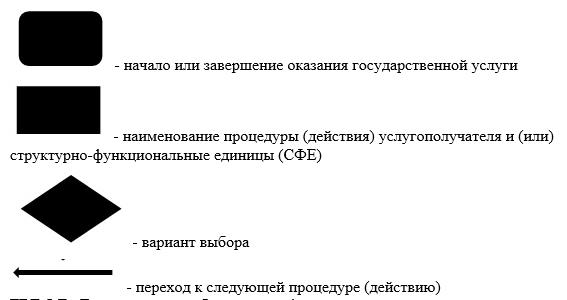 - начало или завершение оказания государственной услуги
- наименование процедуры (действия) услугополучателя и (или)
структурно-функциональные единицы (СФЕ)
- вариант выбора
- переход к следующей процедуре (действию)